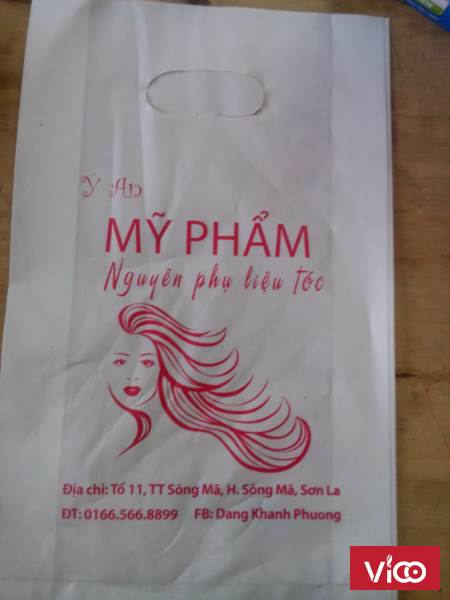 Ý An
MỸ PHẨM
Nguyên phụ liệu tóc
Địa chỉ: Tổ 11, TT Sông Mã, H. Sông Mã, Sơn La
ĐT: 0166.566.8899 FB: Dang Khanh Phuong
Vico